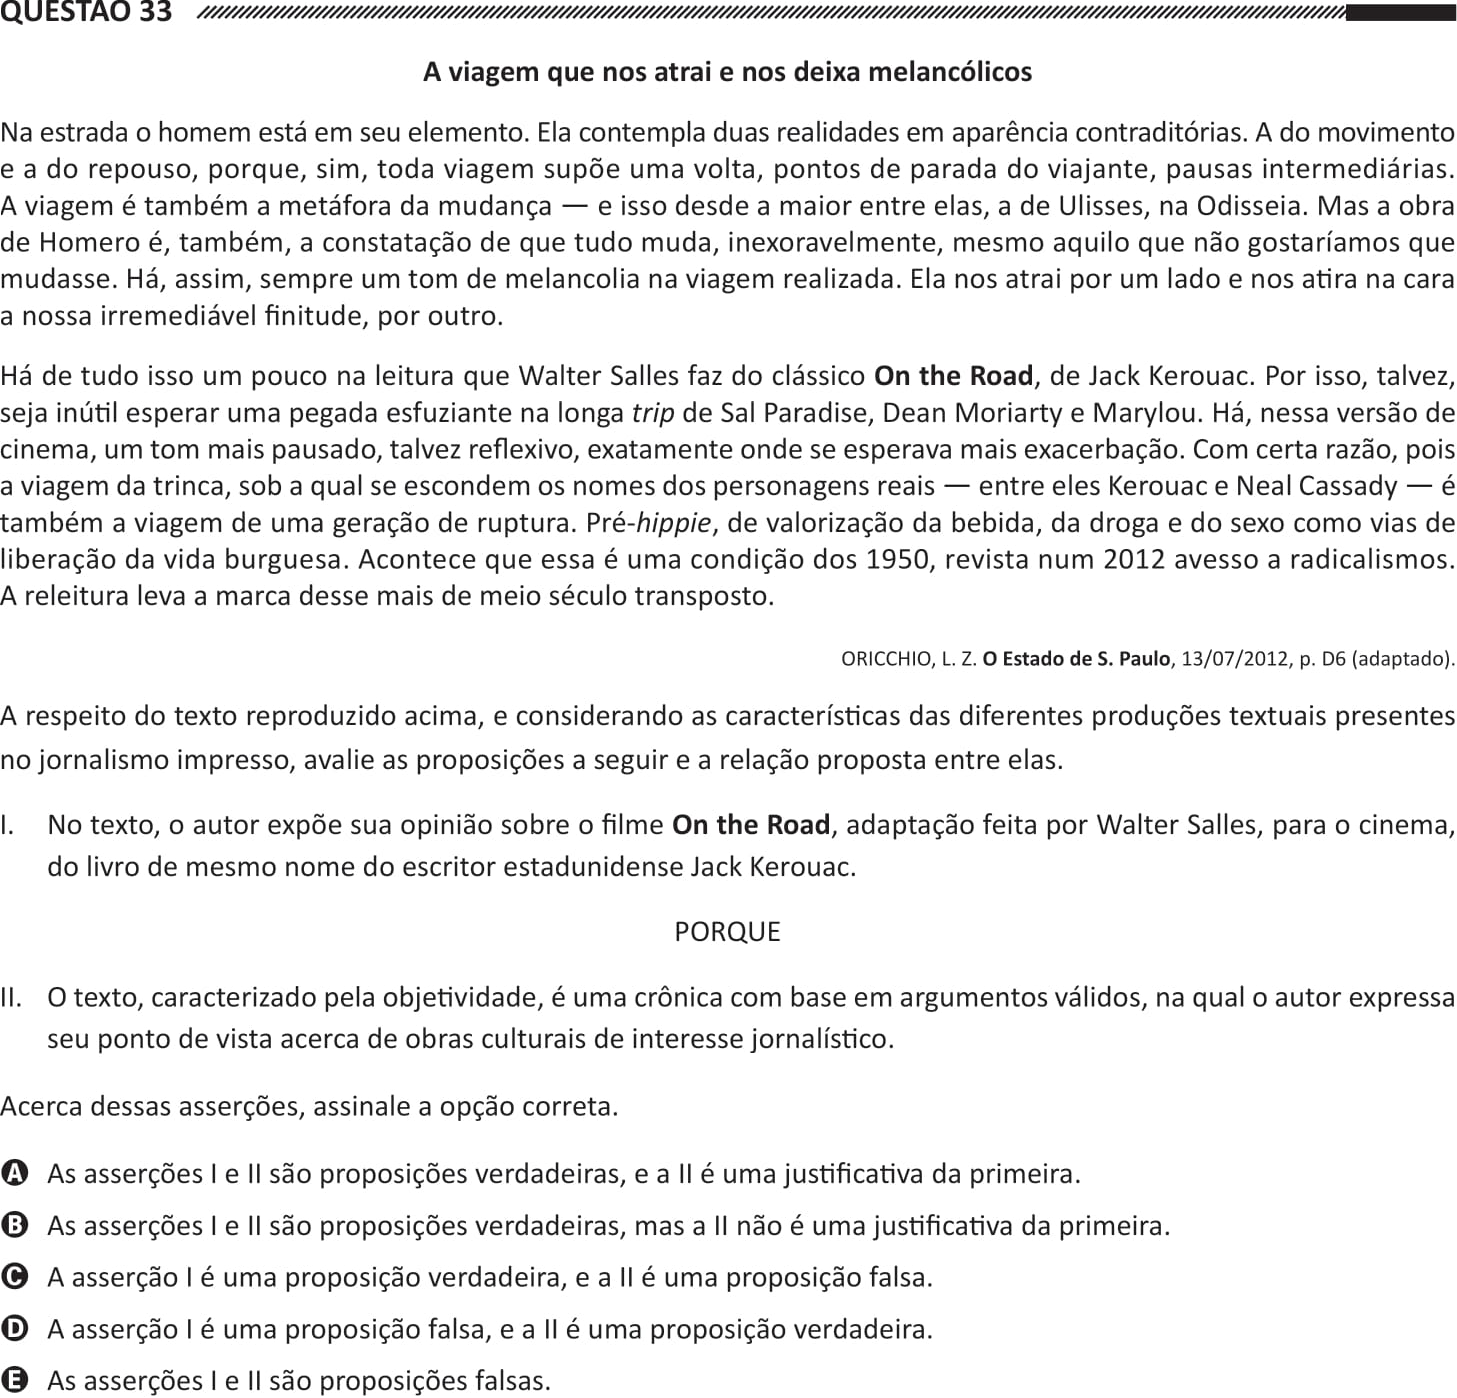 QUESTÃO 33
A viagem que nos atrai e nos deixa melancólicos
Na estrada o homem está em seu elemento. Ela contempla duas realidades em aparência contraditórias. A do movimento
e a do repouso, porque, sim, toda viagem supõe uma volta, pontos de parada do viajante, pausas intermediárias.
A viagem é também a metáfora da mudança — e isso desde a maior entre elas, a de Ulisses, na Odisseia. Mas a obra
de Homero é, também, a constatação de que tudo muda, inexoravelmente, mesmo aquilo que não gostaríamos que
mudasse. Há, assim, sempre um tom de melancolia na viagem realizada. Ela nos atrai por um lado e nos atira na cara
a nossa irremediável finitude, por outro.
Há de tudo isso um pouco na leitura que Walter Salles faz do clássico On the Road, de Jack Kerouac. Por isso, talvez,
seja inútil esperar uma pegada esfuziante na longa trip de Sal Paradise, Dean Moriarty e Marylou. Há, nessa versão de
cinema, um tom mais pausado, talvez reflexivo, exatamente onde se esperava mais exacerbação. Com certa razão, pois
a viagem da trinca, sob a qual se escondem os nomes dos personagens reais — entre eles Kerouac e Neal Cassady — é
também a viagem de uma geração de ruptura. Pré-hippie, de valorização da bebida, da droga e do sexo como vias de
liberação da vida burguesa. Acontece que essa é uma condição dos 1950, revista num 2012 avesso a radicalismos.
A releitura leva a marca desse mais de meio século transposto.
ORICCHIO, L. Z. O Estado de S. Paulo, 13/07/2012, p. D6 (adaptado).
A respeito do texto reproduzido acima, e considerando as características das diferentes produções textuais presentes
no jornalismo impresso, avalie as proposições a seguir e a relação proposta entre elas.
I. No texto, o autor expõe sua opinião sobre o filme On the Road, adaptação feita por Walter Salles, para o cinema,
do livro de mesmo nome do escritor estadunidense Jack Kerouac.
PORQUE
II. O texto, caracterizado pela objetividade, é uma crônica com base em argumentos válidos, na qual o autor expressa
seu ponto de vista acerca de obras culturais de interesse jornalístico.
Acerca dessas asserções, assinale a opção correta.
A As asserções I e II são proposições verdadeiras, e a II é uma justificativa da primeira.
B As asserções I e II são proposições verdadeiras, mas a II não é uma justificativa da primeira.
C A asserção I é uma proposição verdadeira, e a II é uma proposição falsa.
D A asserção I é uma proposição falsa, e a II é uma proposição verdadeira.
E As asserções I e II são proposições falsas.